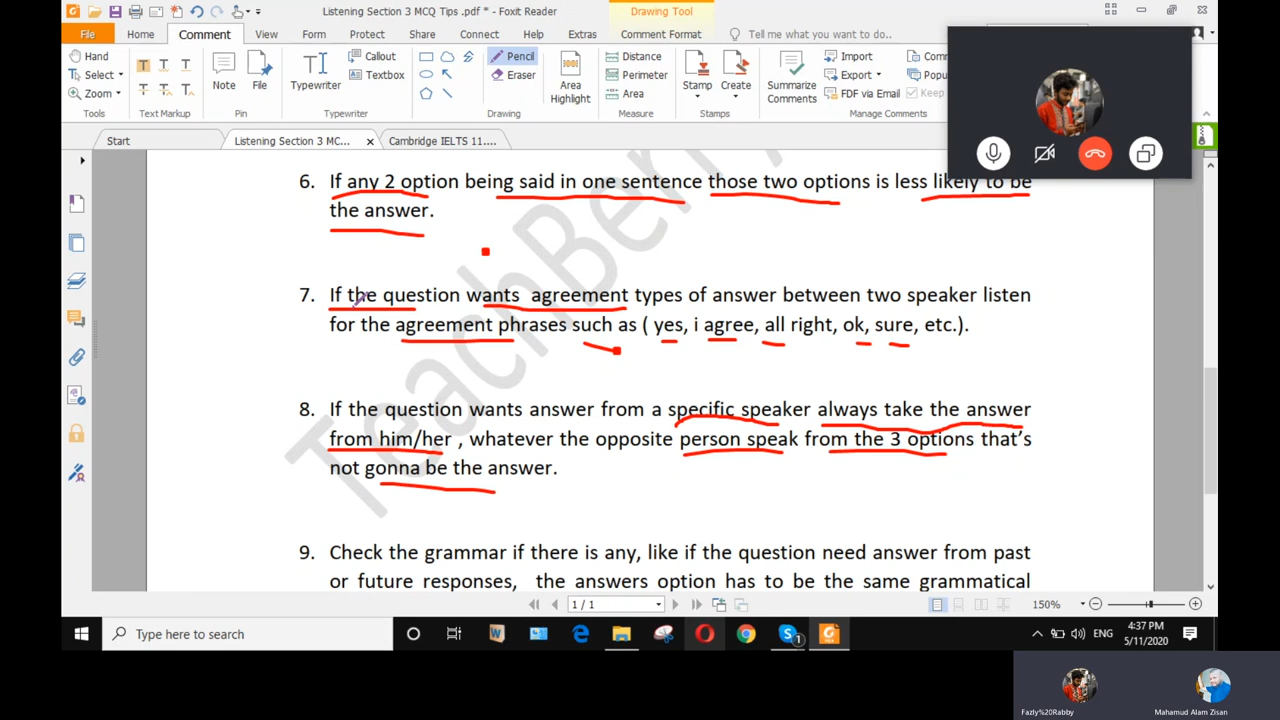 Listening Section 3 MCQ Tips .pdf * - Foxit Reader
Drawing Tool
File Home Comment View Form Protect Share Connect Help Extras Comment Format Tell me what you want to do..
Hand
Select
Zoom
Tools
Text Markup
Note
File
Pin
Typewriter
Callout
Textbox
Typewriter
Pencil
Eraser
Drawing
Area
Highlight
Distance
Perimeter
Area
Measure
Stamp
Create
Stamps
Summarize
Comments
Import
Export
FDF via Email
Comm
Popu
Keep
Manage Comments
Start
Listening Section 3 MC...
Cambridge IELTS 11....
6. If any 2 option being said in one sentence those two options is less likely to be
the answer.
7. If the question wants agreement types of answer between two speaker listen
for the agreement phrases such as ( yes, i agree, all right, ok, sure, etc.).
8. If the question wants answer from a specific speaker always take the answer
from him/her , whatever the opposite person speak from the 3 options that's
not gonna be the answer.
9. Check the grammar if there is any, like if the question need answer from past
or future responses, the answers option has to be the same grammatical
TeachBen
1 / 1
150%
Type here to search
1
ENG
4:37 PM
5/11/2020
Fazly%20Rabby
Mahamud Alam Zisan